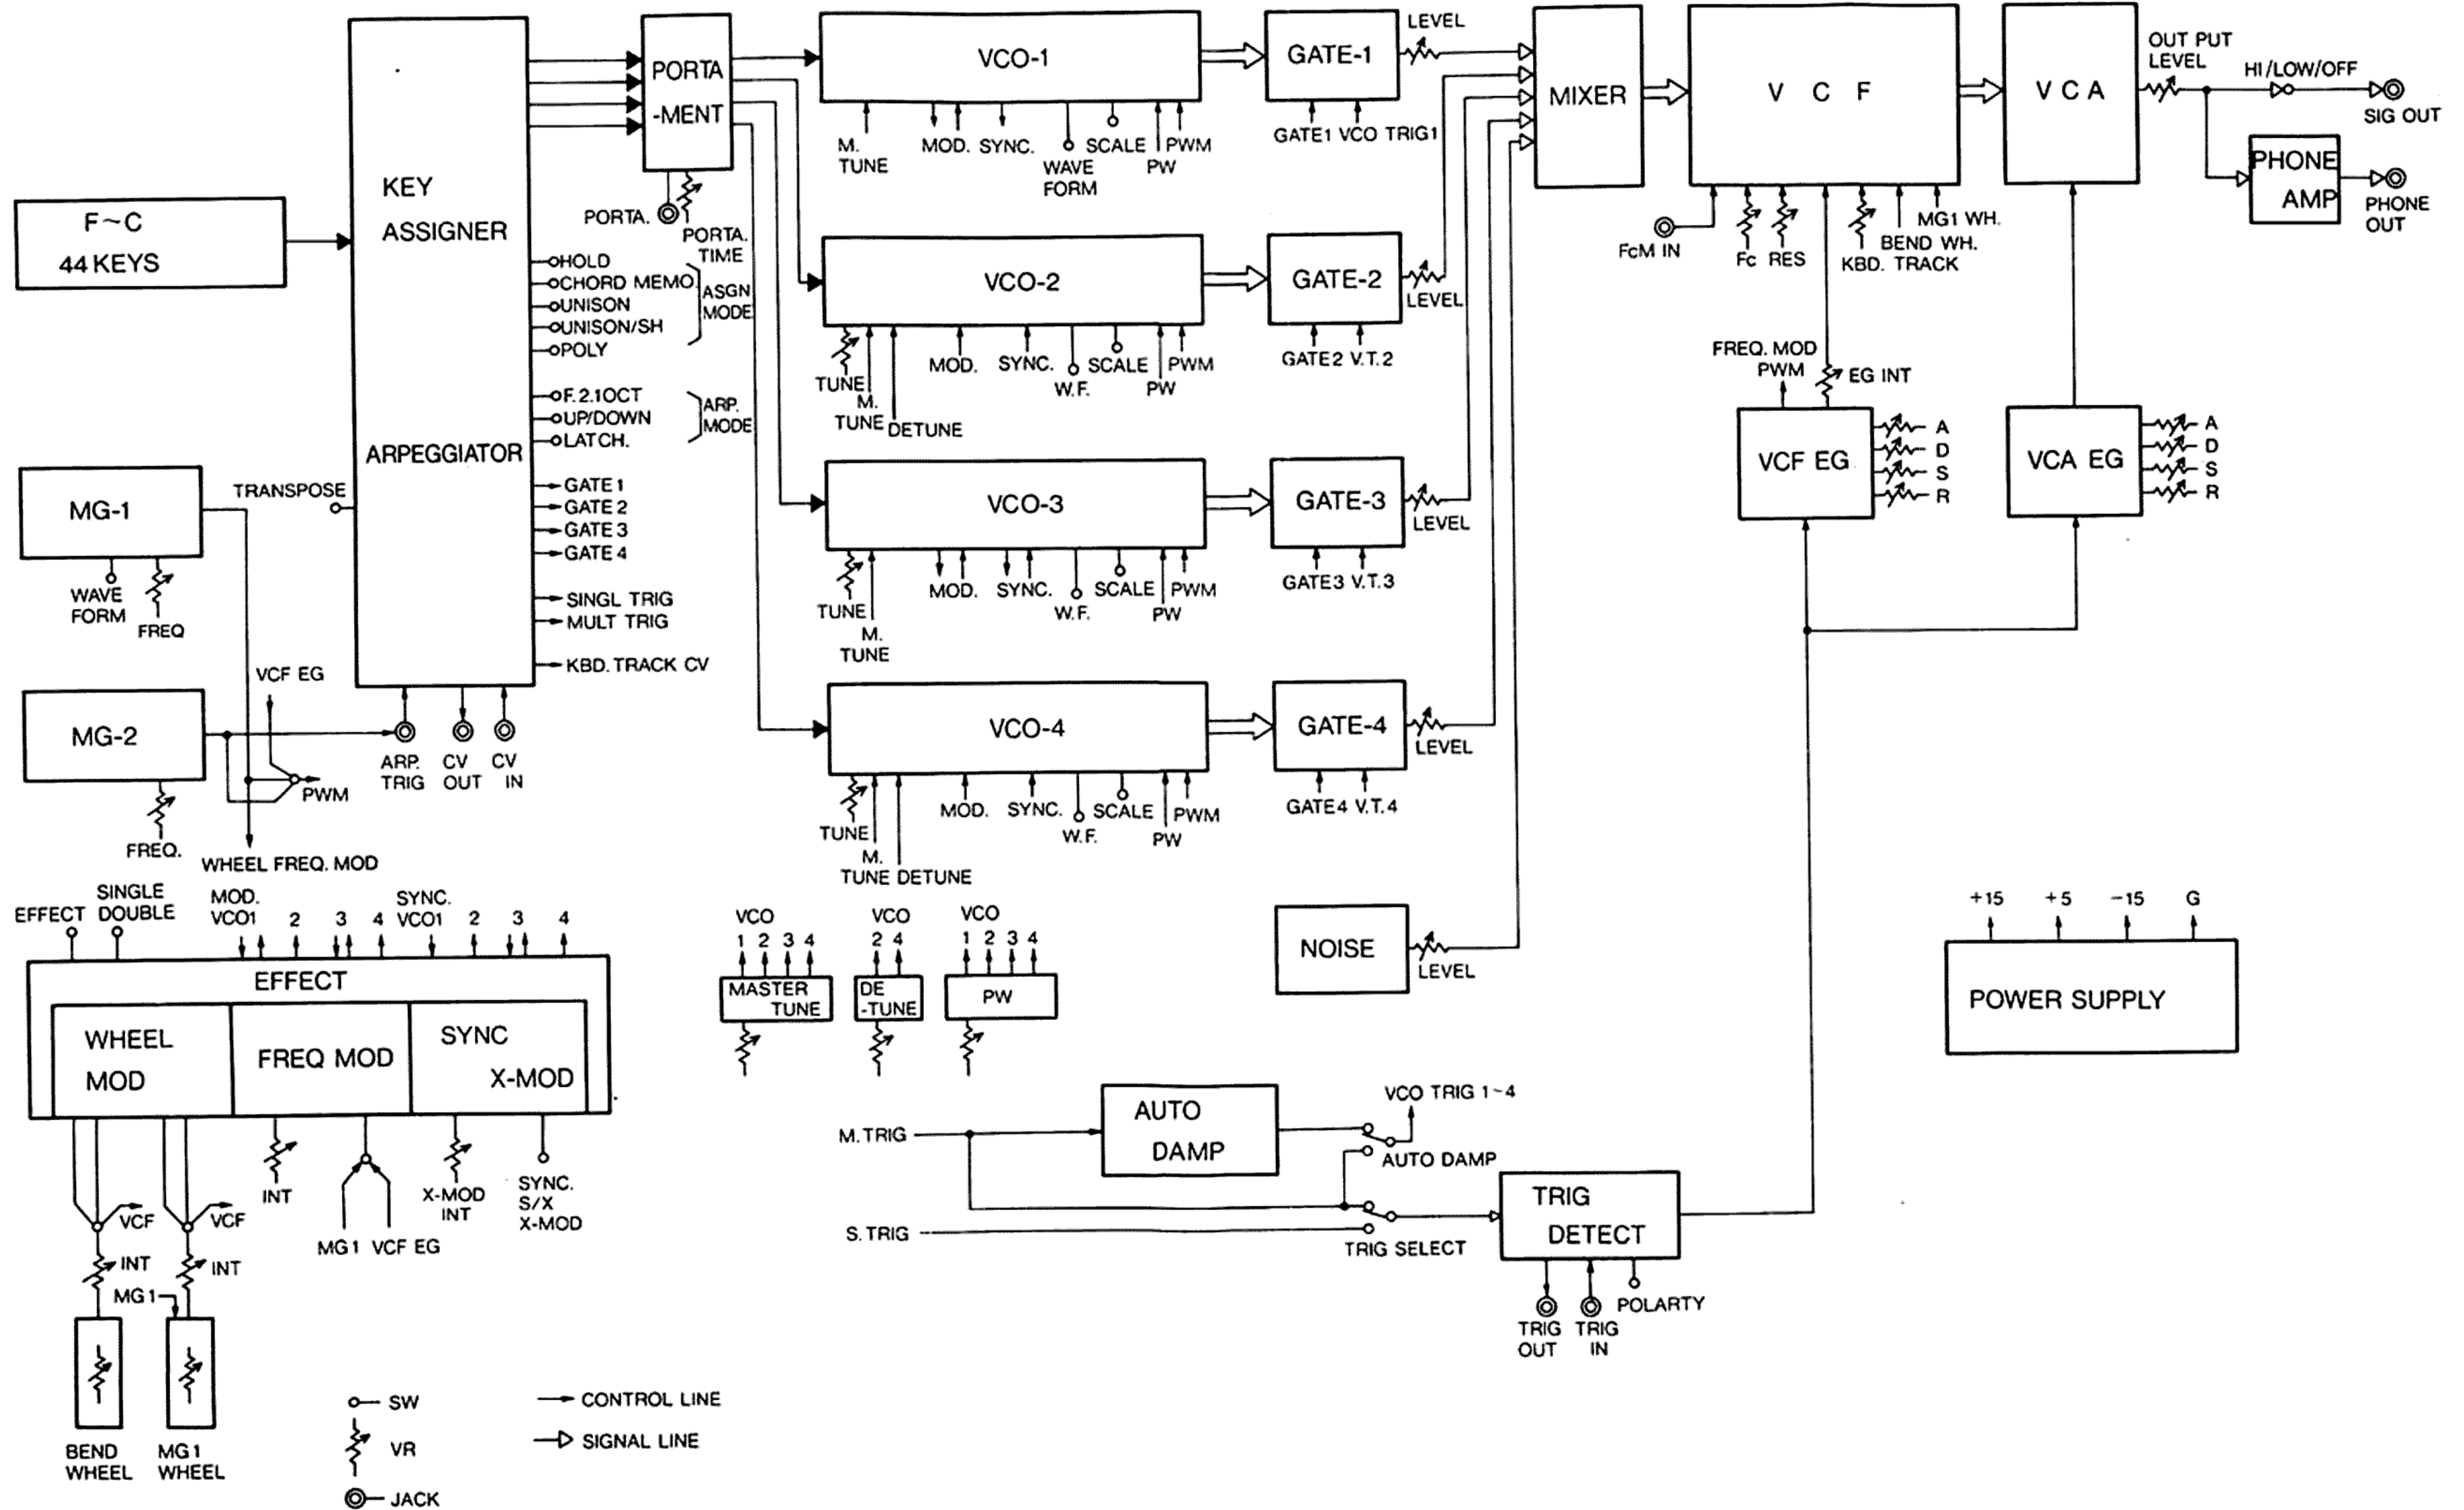 F~C
44 KEYS
KEY
ASSIGNER
ARPEGGIATOR
HOLD
CHORD MEMO
UNISON
UNISON/SH
POLY
ASGN
MODE
F.2.1OCT
UP/DOWN
LATCH.
ARP.
MODE
GATE 1
GATE 2
GATE 3
GATE 4
SINGL TRIG
MULT TRIG
KBD. TRACK CV
TRANSPOSE
ARP.
TRIG
CV
OUT
CV
IN
PORTA
-MENT
PORTA.
PORTA.
TIME
VCO-1
M.
TUNE
MOD.
SYNC.
WAVE
FORM
SCALE
PW
PWM
GATE-1
GATE1
VCO TRIG1
LEVEL
VCO-2
TUNE
M.
TUNE
DETUNE
MOD.
SYNC.
W.F.
SCALE
PW
PWM
GATE-2
GATE2
V.T.2
LEVEL
VCO-3
TUNE
M.
TUNE
MOD.
SYNC.
W.F.
SCALE
PW
PWM
GATE-3
GATE3
V.T.3
LEVEL
VCO-4
TUNE
M.
TUNE
DETUNE
MOD.
SYNC.
W.F.
SCALE
PW
PWM
GATE-4
GATE4
V.T.4
LEVEL
NOISE
LEVEL
MIXER
V C F
FcM IN
Fc
RES
KBD. TRACK
BEND WH.
MG1 WH.
VCA
OUT PUT
LEVEL
HI/LOW/OFF
SIG OUT
PHONE
AMP
PHONE
OUT
FREQ. MOD
PWM
EG INT
VCF EG
A
D
S
R
VCA EG
A
D
S
R
MG-1
WAVE
FORM
FREQ
MG-2
FREQ.
VCF EG
PWM
WHEEL FREQ. MOD
EFFECT
SINGLE
DOUBLE
MOD.
VCO1 2 3 4
SYNC.
VCO1 2 3 4
EFFECT
WHEEL
MOD
FREQ MOD
SYNC
X-MOD
VCF
VCF
INT
INT
MG1
BEND
WHEEL
MG1
WHEEL
INT
MG1
VCF EG
X-MOD
INT
SYNC.
S/X
X-MOD
VCO
1 2 3 4
MASTER
TUNE
VCO
2 4
DE
-TUNE
VCO
1 2 3 4
PW
M. TRIG
S. TRIG
AUTO
DAMP
VCO TRIG 1~4
AUTO DAMP
TRIG SELECT
TRIG
DETECT
TRIG
OUT
TRIG
IN
POLARTY
+15
+5
-15
G
POWER SUPPLY
SW
VR
JACK
CONTROL LINE
SIGNAL LINE